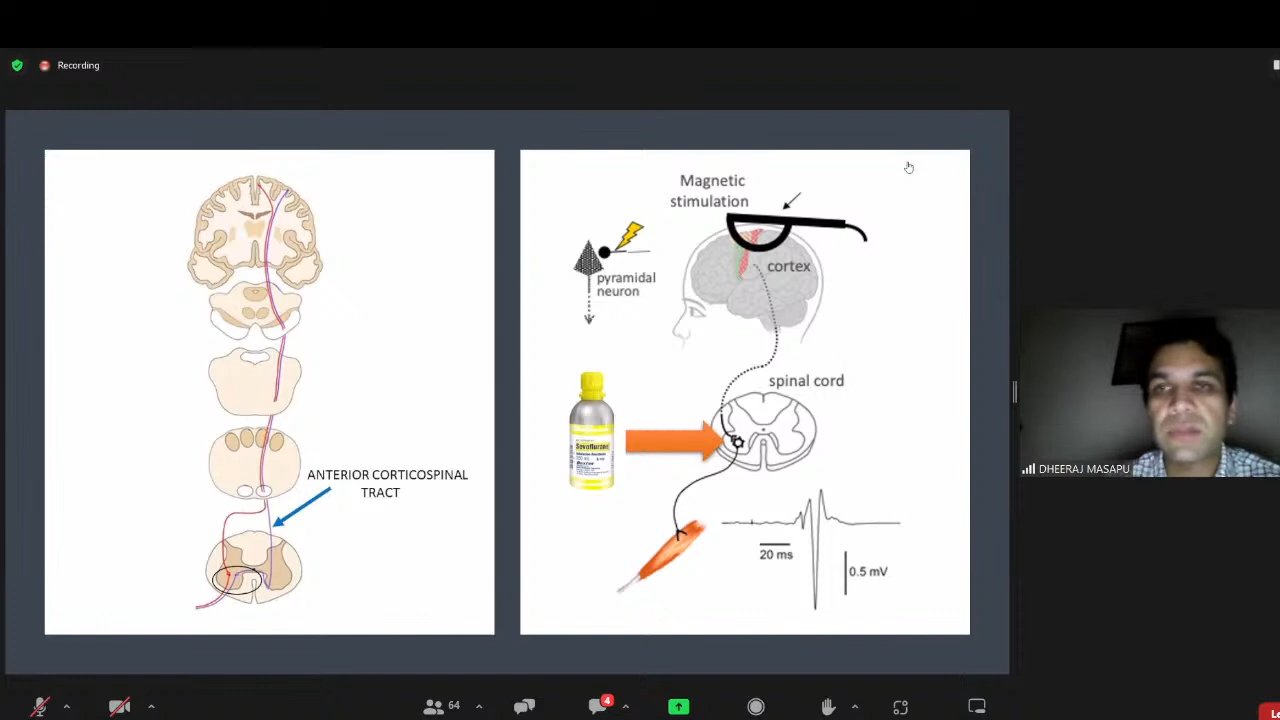 Recording
ANTERIOR CORTICOSPINAL
TRACT
Magnetic
stimulation
pyramidal
neuron
cortex
spinal cord
Sevoflurane
20 ms
0.5 mV
DHEERAJ MASAPU
64
4